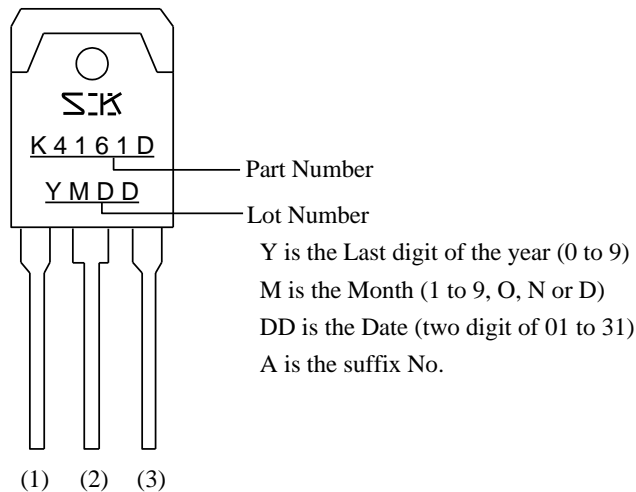 SK
K4161D
YMDD
Part Number
Lot Number
Y is the Last digit of the year (0 to 9)
M is the Month (1 to 9, O, N or D)
DD is the Date (two digit of 01 to 31)
A is the suffix No.
(1) (2) (3)